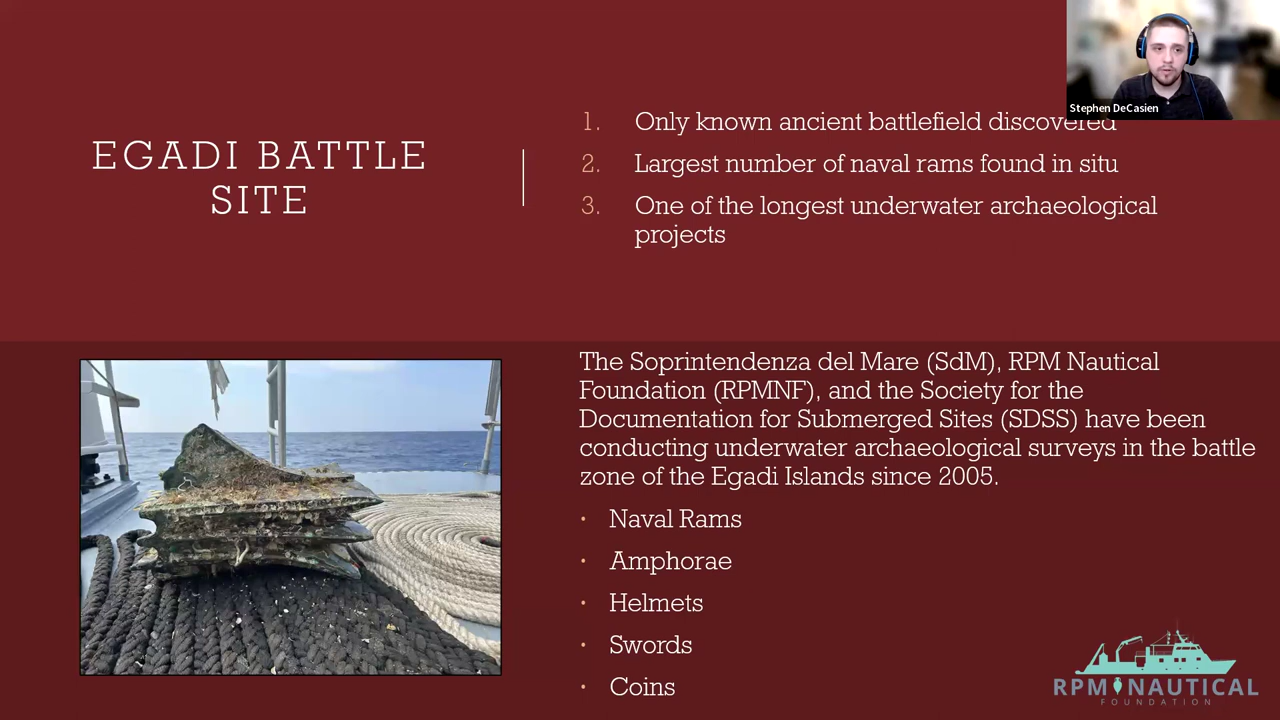 Stephen DeCasien
EGADI BATTLE
SITE
1. Only known ancient battlefield discovered
2. Largest number of naval rams found in situ
3. One of the longest underwater archaeological
projects
The Soprintendenza del Mare (SdM), RPM Nautical
Foundation (RPMNF), and the Society for the
Documentation for Submerged Sites (SDSS) have been
conducting underwater archaeological surveys in the battle
zone of the Egadi Islands since 2005.
· Naval Rams
· Amphorae
· Helmets
· Swords
· Coins
RPM NAUTICAL
FOUNDATION